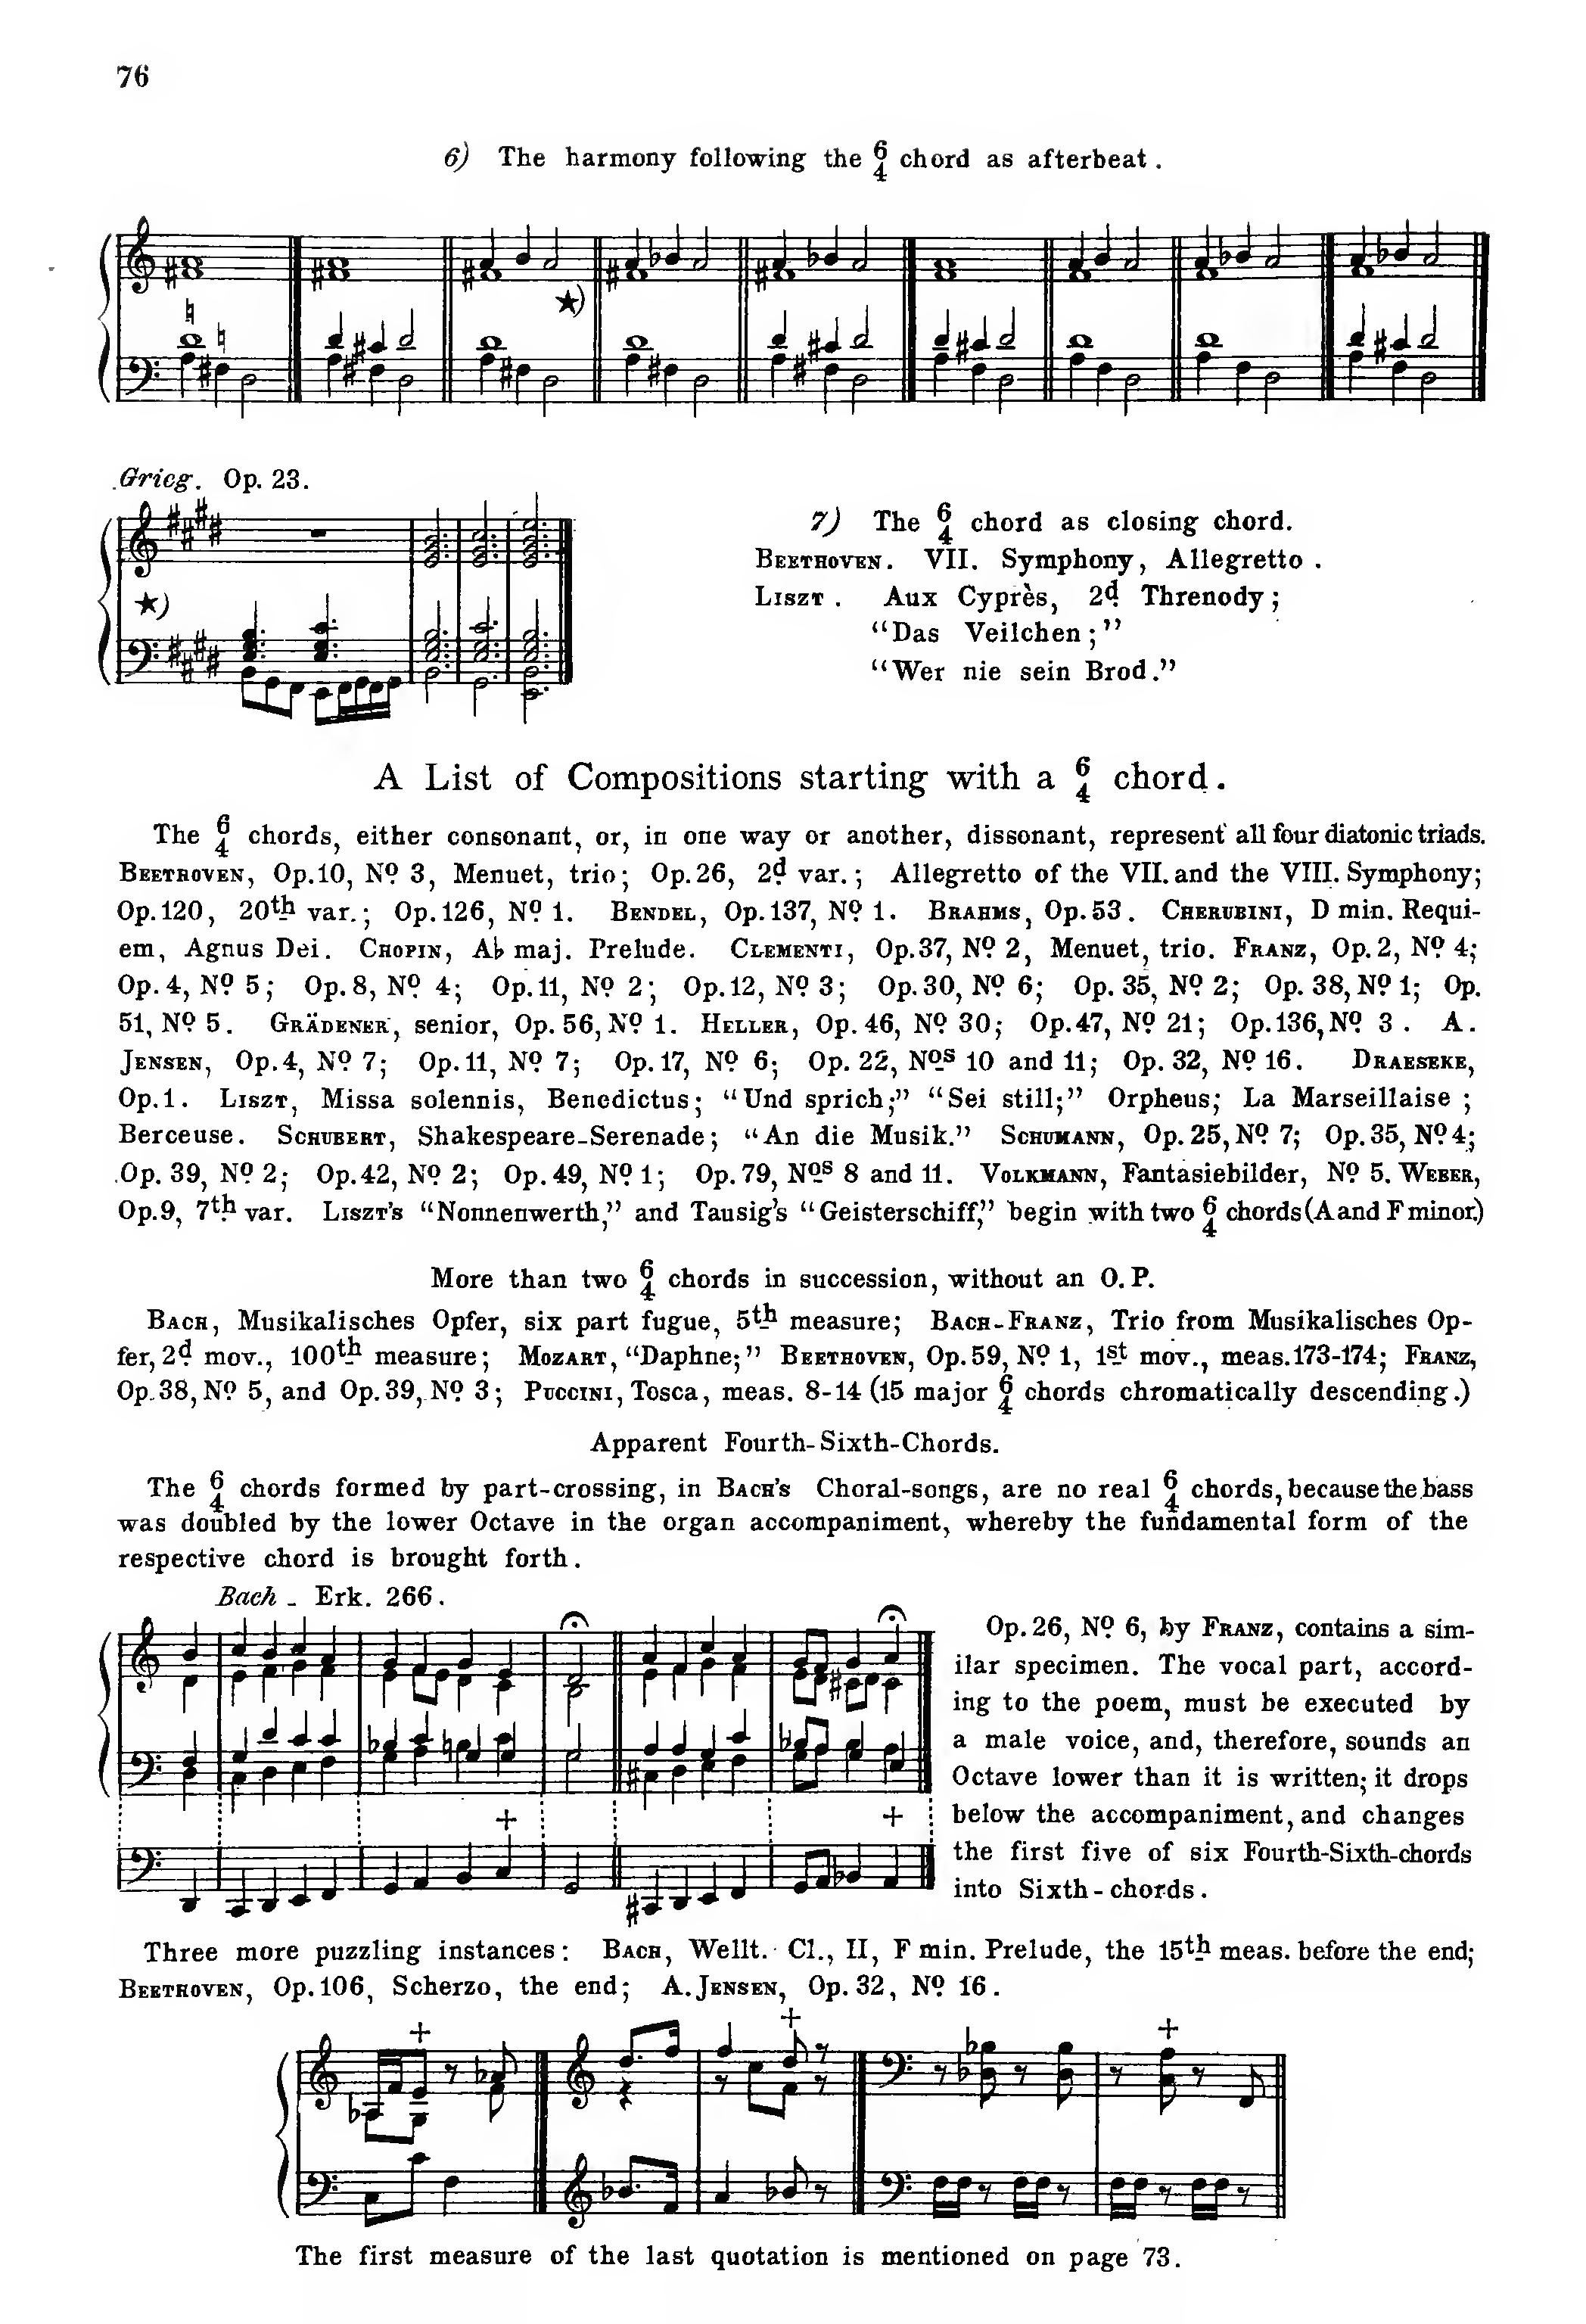 76
6) The harmony following the 6/4 chord as afterbeat.
★)
Grieg. Op. 23.
★)
7) The 6/4 chord as closing chord.
BEETHOVEN. VII. Symphony, Allegretto.
LISZT. Aux Cyprès, 2d Threnody;
“Das Veilchen;”
“Wer nie sein Brod.”
A List of Compositions starting with a 6/4 chord.
The 6/4 chords, either consonant, or, in one way or another, dissonant, represent all four diatonic triads.
BEETHOVEN, Op.10, No 3, Menuet, trio; Op.26, 2d var.; Allegretto of the VII. and the VIII. Symphony;
Op.120, 20th var.; Op.126, No 1. BENDEL, Op.137, No 1. BRAHMS, Op.53. CHERUBINI, D min. Requi-
em, Agnus Dei. CHOPIN, A♭ maj. Prelude. CLEMENTI, Op.37, No 2, Menuet, trio. FRANZ, Op.2, No 4;
Op.4, No 5; Op.8, No 4; Op.11, No 2; Op.12, No 3; Op.30, No 6; Op.35, No 2; Op.38, No 1; Op.
51, No 5. GRÄDENER, senior, Op.56, No 1. HELLER, Op.46, No 30; Op.47, No 21; Op.136, No 3. A.
JENSEN, Op.4, No 7; Op.11, No 7; Op.17, No 6; Op.22, Nos 10 and 11; Op.32, No 16. DRAESEKE,
Op.1. LISZT, Missa solennis, Benedictus; “Und sprich;” “Sei still;” Orpheus; La Marseillaise;
Berceuse. SCHUBERT, Shakespeare-Serenade; “An die Musik.” SCHUMANN, Op.25, No 7; Op.35, No 4;
Op.39, No 2; Op.42, No 2; Op.49, No 1; Op.79, Nos 8 and 11. VOLKMANN, Fantasiebilder, No 5. WEBER,
Op.9, 7th var. LISZT'S “Nonnenwerth,” and Tausig's “Geisterschiff,” begin with two 6/4 chords (A and F minor.)
More than two 6/4 chords in succession, without an O.P.
BACH, Musikalisches Opfer, six part fugue, 5th measure; BACH-FRANZ, Trio from Musikalisches Op-
fer, 2d mov., 100th measure; MOZART, “Daphne;” BEETHOVEN, Op.59, No 1, 1st mov., meas.173-174; FRANZ,
Op.38, No 5, and Op.39, No 3; PUCCINI, Tosca, meas. 8-14 (15 major 6/4 chords chromatically descending.)
Apparent Fourth-Sixth-Chords.
The 6/4 chords formed by part-crossing, in BACH'S Choral-songs, are no real 6/4 chords, because the bass
was doubled by the lower Octave in the organ accompaniment, whereby the fundamental form of the
respective chord is brought forth.
Bach - Erk. 266.
+ +
Op.26, No 6, by FRANZ, contains a sim-
ilar specimen. The vocal part, accord-
ing to the poem, must be executed by
a male voice, and, therefore, sounds an
Octave lower than it is written; it drops
below the accompaniment, and changes
the first five of six Fourth-Sixth-chords
into Sixth-chords.
Three more puzzling instances: BACH, Wellt. Cl., II, F min. Prelude, the 15th meas. before the end;
BEETHOVEN, Op.106, Scherzo, the end; A. JENSEN, Op.32, No 16.
+ + +
The first measure of the last quotation is mentioned on page 73.